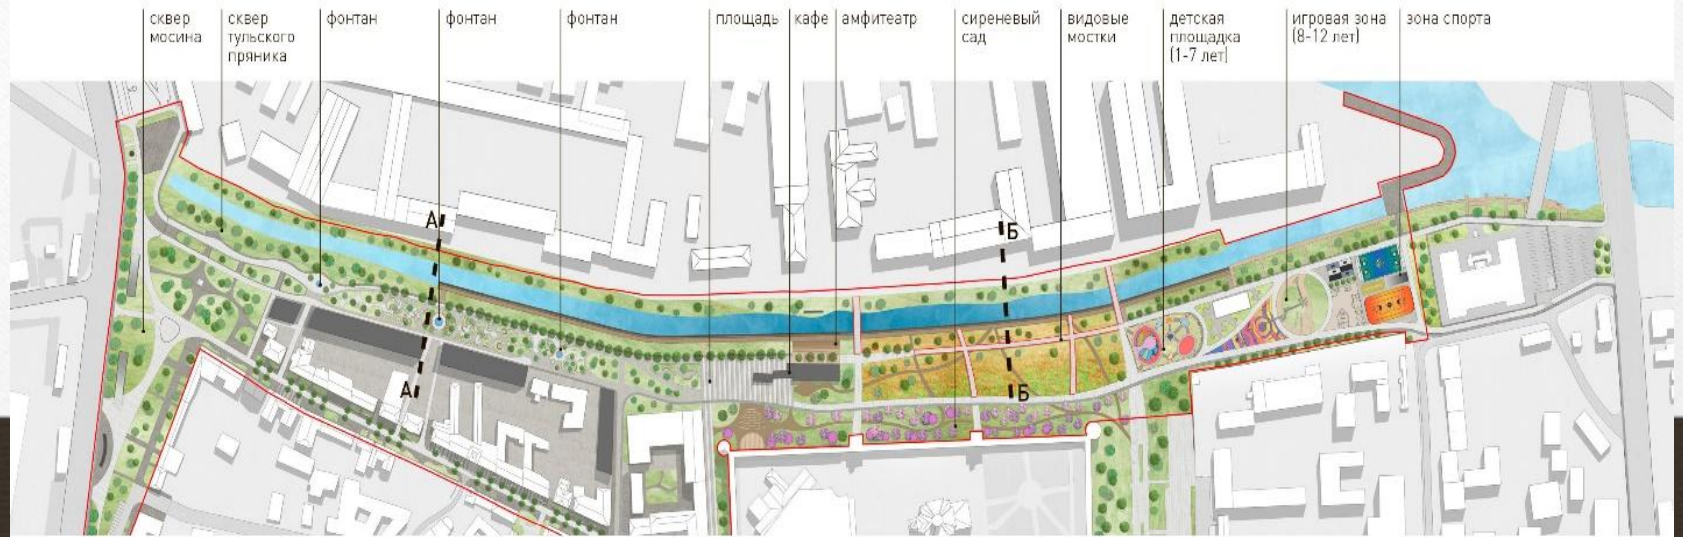 сквер
мосина
сквер
тульского
пряника
фонтан
фонтан
фонтан
площадь
кафе
амфитеатр
сиреневый
сад
видовые
мостки
детская
площадка
(1-7 лет)
игровая зона
(8-12 лет)
зона спорта
А
Б
А
Б